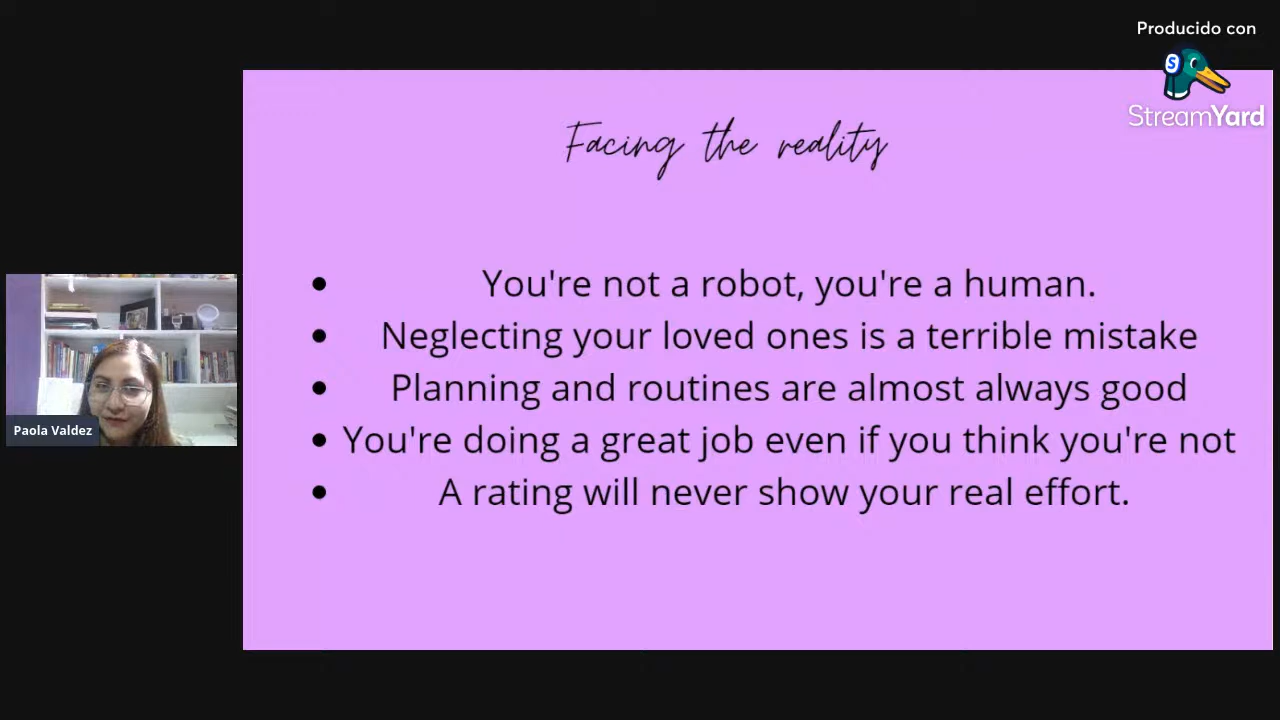 Producido con
S
StreamYard
Facing the reality
You're not a robot, you're a human.
Neglecting your loved ones is a terrible mistake
Planning and routines are almost always good
You're doing a great job even if you think you're not
A rating will never show your real effort.
Paola Valdez